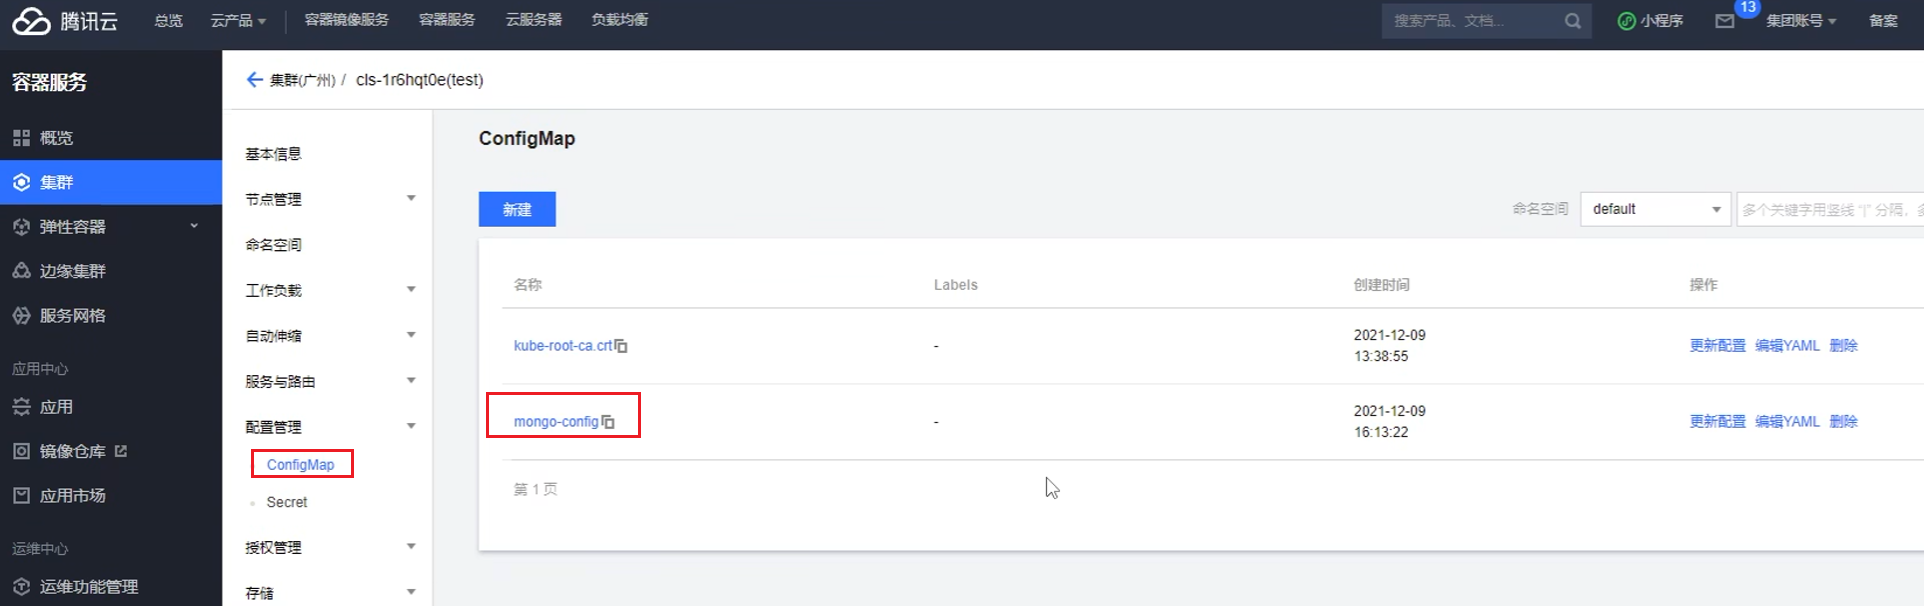 腾讯云 总览 云产品 容器镜像服务 容器服务 云服务器 负载均衡 搜索产品、文档... 小程序 13 集团账号 备案
容器服务
概览
集群
弹性容器
边缘集群
服务网格
应用中心
应用
镜像仓库
应用市场
运维中心
运维功能管理
集群(广州) / cls-1r6hqt0e(test)
基本信息
节点管理
命名空间
工作负载
自动伸缩
服务与路由
配置管理
ConfigMap
Secret
授权管理
存储
ConfigMap
新建 命名空间 default 多个关键字用竖线 "|" 分隔,
名称 Labels 创建时间 操作
kube-root-ca.crt - 2021-12-09 13:38:55 更新配置 编辑YAML 删除
mongo-config - 2021-12-09 16:13:22 更新配置 编辑YAML 删除
第 1 页